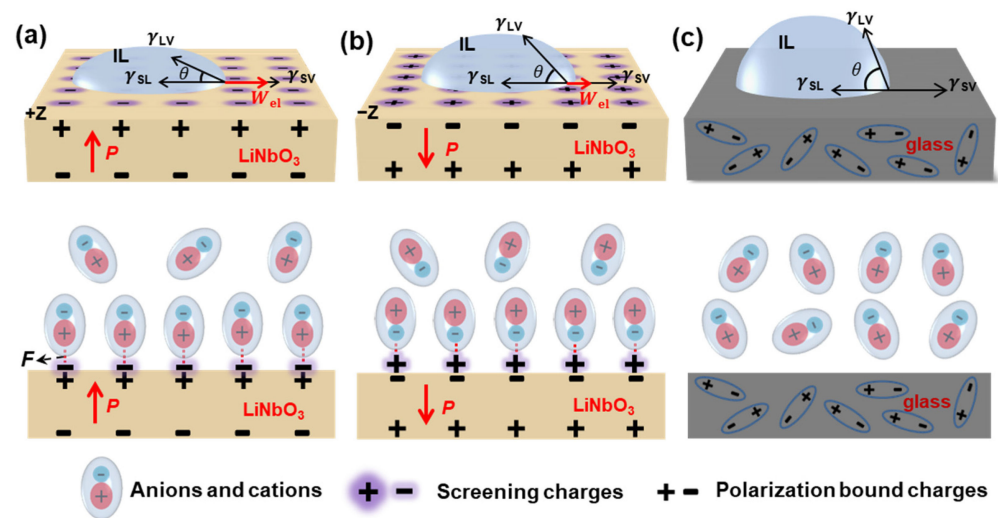 (a)
γLV
IL
γSL
θ
γSV
Wel
+Z
+ + + + +
P
LiNbO3
− − − − −
(b)
γLV
IL
γSL
θ
γSV
Wel
−Z
− − − − −
P
LiNbO3
+ + + + +
(c)
γLV
IL
γSL
θ
γSV
glass
F
P
LiNbO3
P
LiNbO3
glass
Anions and cations
+ − Screening charges
+ − Polarization bound charges